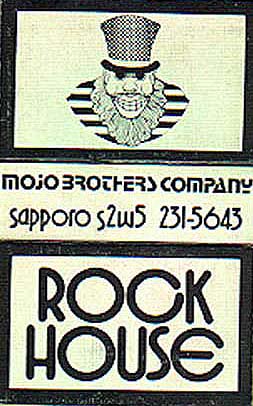 MOJO BROTHERS COMPANY
sapporo s2w5 231-5643
ROCK
HOUSE